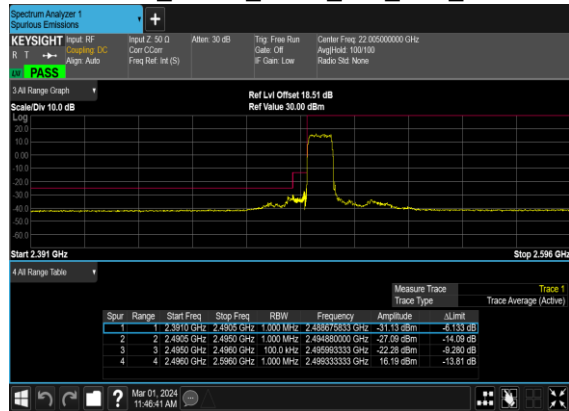 Spectrum Analyzer 1
Spurious Emissions
KEYSIGHT Input: RF Input Z: 50 Ω Atten: 30 dB Trig: Free Run Center Freq: 22.005000000 GHz
R T Coupling: DC Corr CCorr Gate: Off Avg|Hold: 100/100
Align: Auto Freq Ref: Int (S) IF Gain: Low Radio Std: None
PASS
3 All Range Graph
Ref Lvl Offset 18.51 dB
Scale/Div 10.0 dB Ref Value 30.00 dBm
Log
20.0
10.0
0.00
-10.0
-20.0
-30.0
-40.0
-50.0
-60.0
Start 2.391 GHz Stop 2.596 GHz
4 All Range Table
Measure Trace Trace 1
Trace Type Trace Average (Active)
Spur Range Start Freq Stop Freq RBW Frequency Amplitude ΔLimit
1 1 2.3910 GHz 2.4905 GHz 1.000 MHz 2.488675833 GHz -31.13 dBm -6.133 dB
2 2 2.4905 GHz 2.4950 GHz 1.000 MHz 2.494880000 GHz -27.09 dBm -14.09 dB
3 3 2.4950 GHz 2.4960 GHz 100.0 kHz 2.495993333 GHz -22.28 dBm -9.280 dB
4 4 2.4960 GHz 2.5960 GHz 1.000 MHz 2.499333333 GHz 16.19 dBm -13.81 dB
? Mar 01, 2024
11:46:41 AM